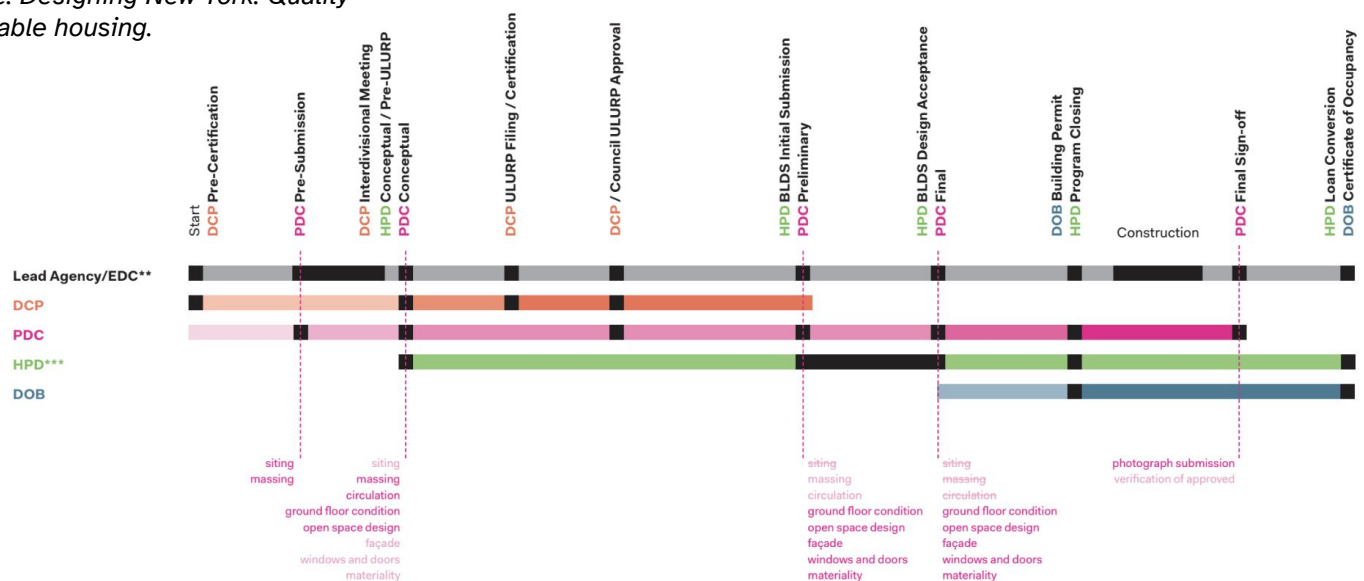 e. Designing New York: Quality
able housing.
Start
DCP Pre-Certification
PDC Pre-Submission
DCP Interdivisional Meeting
HPD Conceptual / Pre-ULURP
PDC Conceptual
DCP ULURP Filing / Certification
DCP / Council ULURP Approval
HPD BLDS Initial Submission
PDC Preliminary
HPD BLDS Design Acceptance
PDC Final
DOB Building Permit
HPD Program Closing
Construction
PDC Final Sign-off
HPD Loan Conversion
DOB Certificate of Occupancy
Lead Agency/EDC**
DCP
PDC
HPD***
DOB
siting
massing
siting
massing
circulation
ground floor condition
open space design
façade
windows and doors
materiality
siting
massing
circulation
ground floor condition
open space design
façade
windows and doors
materiality
siting
massing
circulation
ground floor condition
open space design
façade
windows and doors
materiality
photograph submission
verification of approved